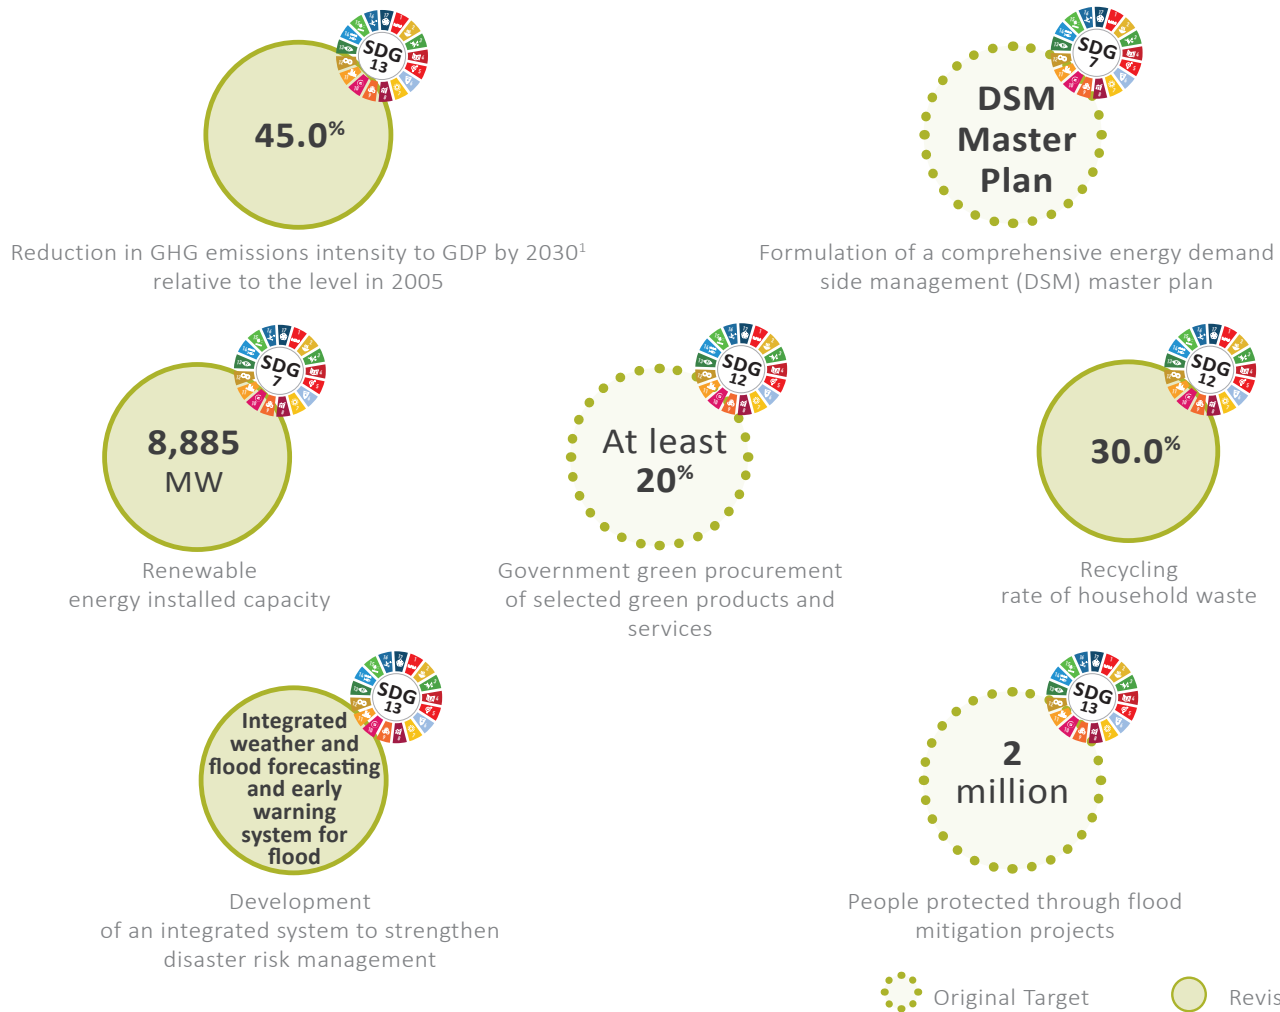 SDG
13
45.0%
Reduction in GHG emissions intensity to GDP by 2030¹
relative to the level in 2005
SDG
7
DSM
Master
Plan
Formulation of a comprehensive energy demand
side management (DSM) master plan
SDG
7
8,885
MW
Renewable
energy installed capacity
SDG
12
At least
20%
Government green procurement
of selected green products and
services
SDG
12
30.0%
Recycling
rate of household waste
SDG
13
Integrated
weather and
flood forecasting
and early
warning
system for
flood
Development
of an integrated system to strengthen
disaster risk management
SDG
13
2
million
People protected through flood
mitigation projects
Original Target
Revis